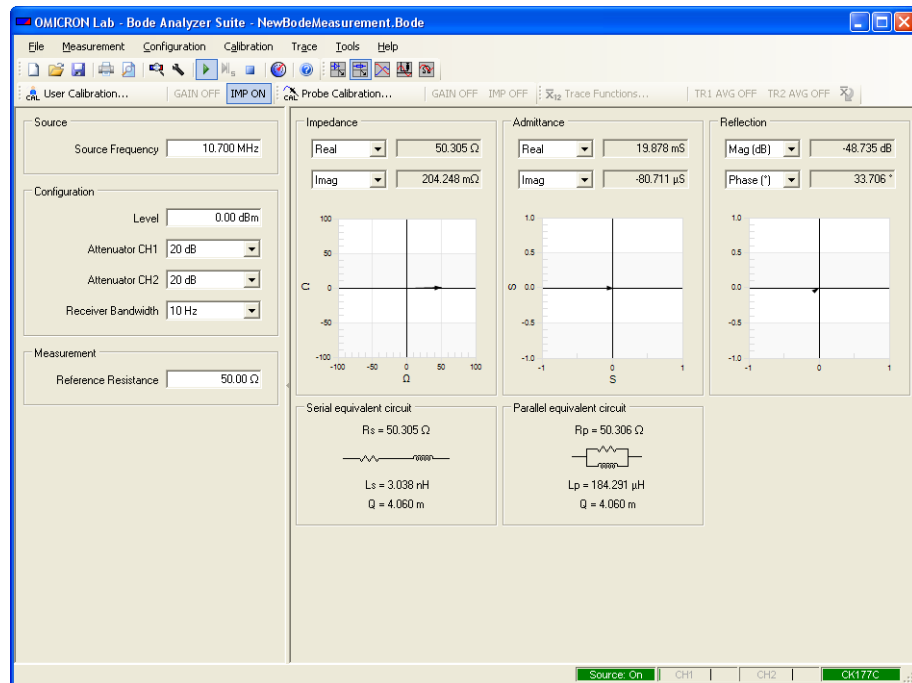 OMICRON Lab - Bode Analyzer Suite - NewBodeMeasurement.Bode
File Measurement Configuration Calibration Trace Tools Help
CAL User Calibration... GAIN OFF IMP ON CAL Probe Calibration... GAIN OFF IMP OFF X12 Trace Functions... TR1 AVG OFF TR2 AVG OFF
Source
Source Frequency 10.700 MHz
Configuration
Level 0.00 dBm
Attenuator CH1 20 dB
Attenuator CH2 20 dB
Receiver Bandwidth 10 Hz
Measurement
Reference Resistance 50.00 Ω
Impedance
Real 50.305 Ω
Imag 204.248 mΩ
100
50
Ω 0
-50
-100
-100 -50 0 50 100
Ω
Admittance
Real 19.878 mS
Imag -80.711 µS
1.0
0.5
S 0.0
-0.5
-1.0
-1 0 1
S
Reflection
Mag (dB) -48.735 dB
Phase (°) 33.706 °
1.0
0.5
0.0
-0.5
-1.0
-1 0 1
Serial equivalent circuit
Rs = 50.305 Ω
Ls = 3.038 nH
Q = 4.060 m
Parallel equivalent circuit
Rp = 50.306 Ω
Lp = 184.291 µH
Q = 4.060 m
Source: On CH1 CH2 CK177C